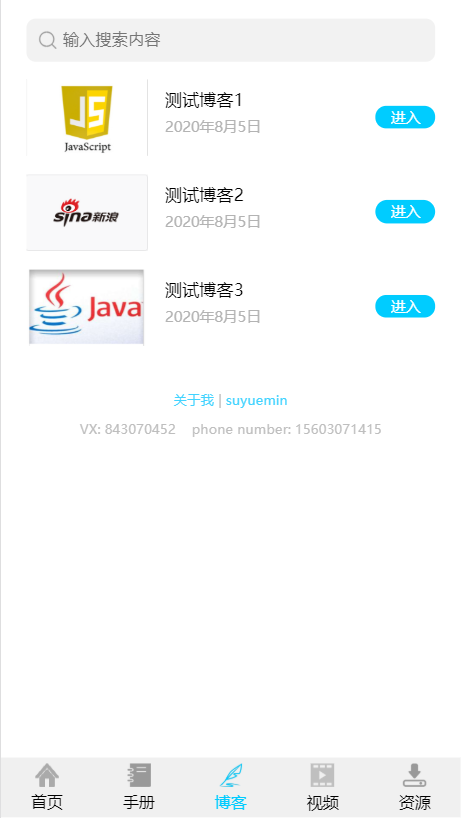 输入搜索内容
JS
JavaScript
测试博客1
2020年8月5日
进入
sina新浪
测试博客2
2020年8月5日
进入
Java
测试博客3
2020年8月5日
进入
关于我 | suyuemin
VX: 843070452 phone number: 15603071415
首页 手册 博客 视频 资源